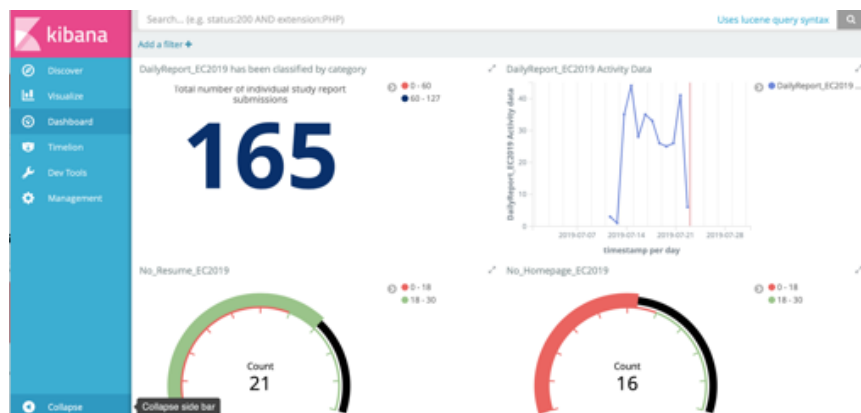 kibana
Discover
Visualize
Dashboard
Timelion
Dev Tools
Management
Collapse
Collapse side bar
Search... (e.g. status:200 AND extension:PHP)
Uses lucene query syntax
Add a filter +
DailyReport_EC2019 has been classified by category
Total number of individual study report
submissions
165
0 - 60
60 - 127
DailyReport_EC2019 Activity Data
DailyReport_EC2019 ...
DailyReport_EC2019 Activity data
40
30
20
10
0
2019-07-07
2019-07-14
2019-07-21
2019-07-28
timestamp per day
No_Resume_EC2019
0 - 18
18 - 30
Count
21
No_Homepage_EC2019
0 - 18
18 - 30
Count
16